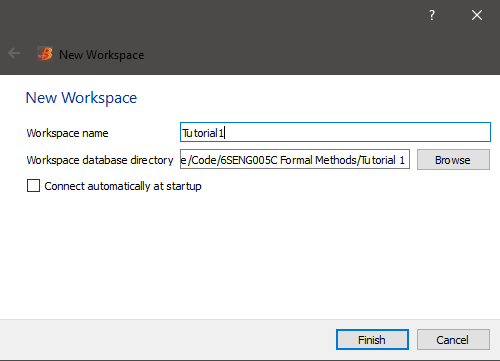 ?
New Workspace
New Workspace
Workspace name Tutorial1
Workspace database directory e/Code/6SENG005C Formal Methods/Tutorial 1 Browse
Connect automatically at startup
Finish Cancel